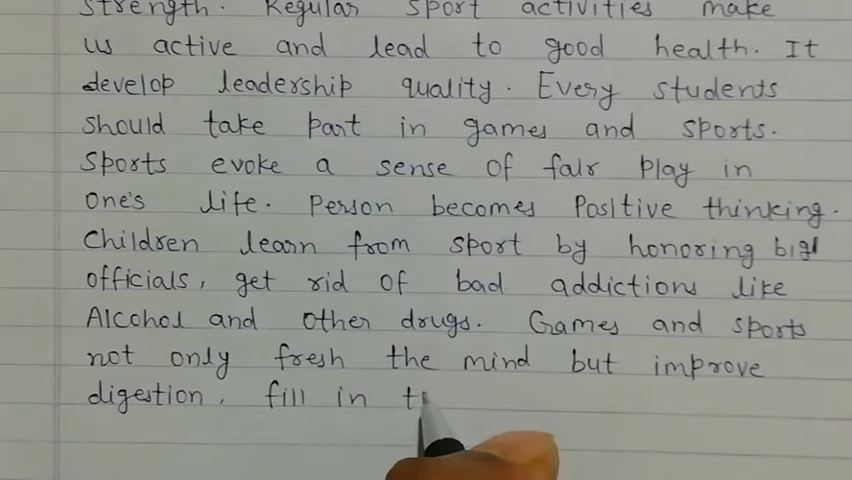 strength. Regular sport activities make
us active and lead to good health. It
develop leadership quality. Every students
should take part in games and sports.
Sports evoke a sense of fair play in
one's life. Person becomes positive thinking.
Children learn from sport by honoring big
officials, get rid of bad addictions like
Alcohol and other drugs. Games and sports
not only fresh the mind but improve
digestion, fill in